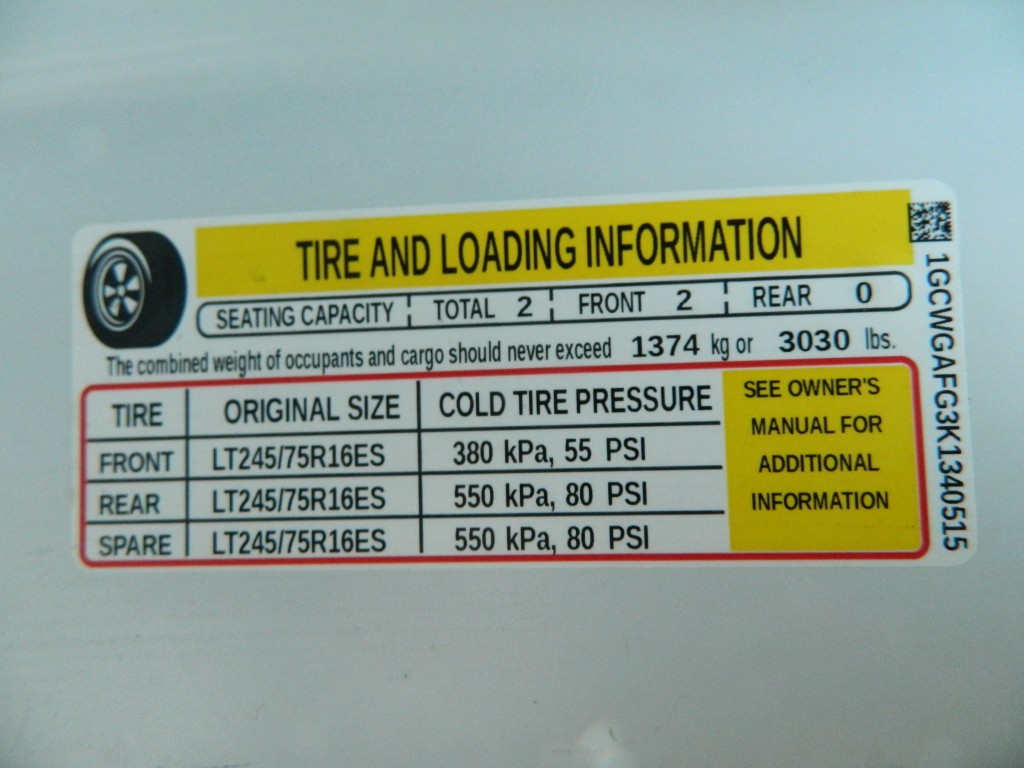 TIRE AND LOADING INFORMATION
SEATING CAPACITY TOTAL 2 FRONT 2 REAR 0
The combined weight of occupants and cargo should never exceed 1374 kg or 3030 lbs.
TIRE ORIGINAL SIZE COLD TIRE PRESSURE
FRONT LT245/75R16ES 380 kPa, 55 PSI
REAR LT245/75R16ES 550 kPa, 80 PSI
SPARE LT245/75R16ES 550 kPa, 80 PSI
SEE OWNER'S
MANUAL FOR
ADDITIONAL
INFORMATION
1GCWGAFG3K1340515